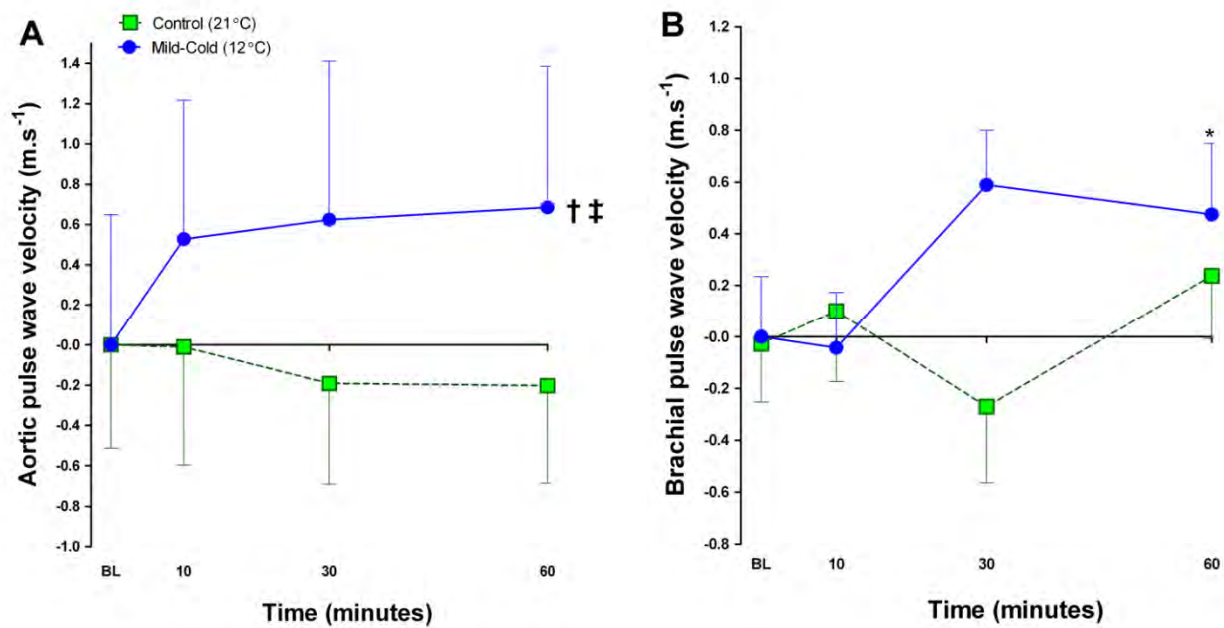 A
Control (21°C)
Mild-Cold (12°C)
Aortic pulse wave velocity (m.s-1)
1.4
1.2
1.0
0.8
0.6
0.4
0.2
-0.0
-0.2
-0.4
-0.6
-0.8
-1.0
† ‡
BL 10 30 60
Time (minutes)
B
Brachial pulse wave velocity (m.s-1)
1.2
1.0
0.8
0.6
0.4
0.2
-0.0
-0.2
-0.4
-0.6
-0.8
*
BL 10 30 60
Time (minutes)